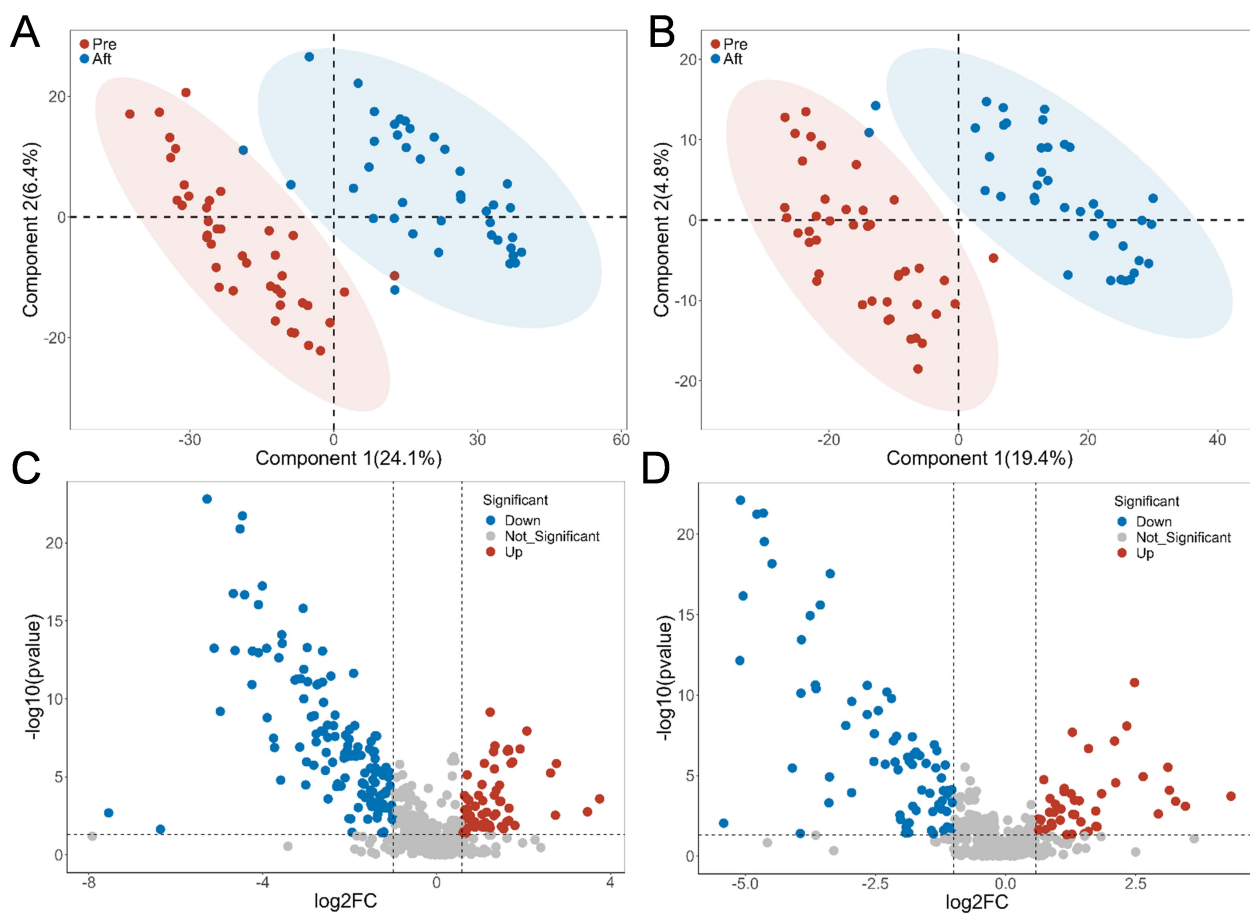 A
Pre
Aft
20
0
-20
Component 2(6.4%)
-30
0
30
60
Component 1(24.1%)
B
Pre
Aft
20
10
0
-10
-20
Component 2(4.8%)
-20
0
20
40
Component 1(19.4%)
C
Significant
Down
Not_Significant
Up
20
15
10
5
0
-log10(pvalue)
-8
-4
0
4
log2FC
D
Significant
Down
Not_Significant
Up
20
15
10
5
0
-log10(pvalue)
-5.0
-2.5
0.0
2.5
log2FC